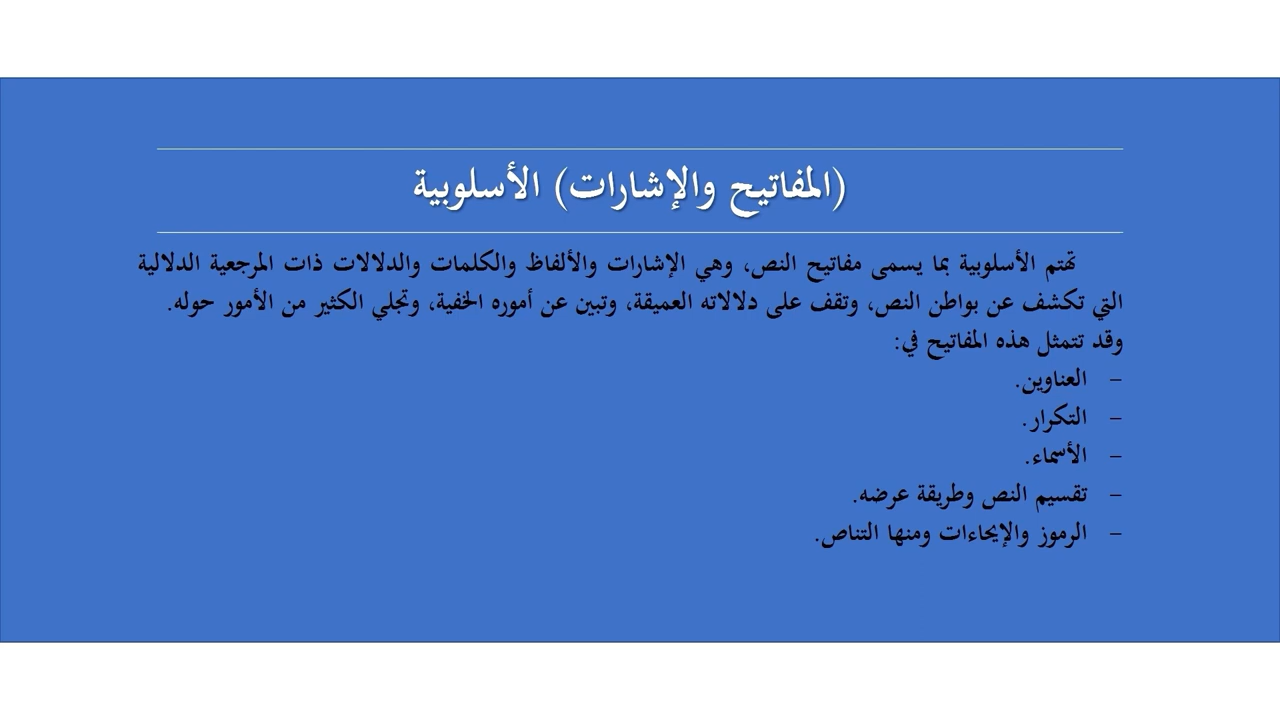 (المفاتيح والإشارات) الأسلوبية
تهتم الأسلوبية بما يسمى مفاتيح النص، وهي الإشارات والألفاظ والكلمات والدلالات ذات المرجعية الدلالية
التي تكشف عن بواطن النص، وتقف على دلالاته العميقة، وتبين عن أموره الخفية، وتجلي الكثير من الأمور حوله.
وقد تتمثل هذه المفاتيح في:
- العناوين.
- التكرار.
- الأسماء.
- تقسيم النص وطريقة عرضه.
- الرموز والإيحاءات ومنها التناص.